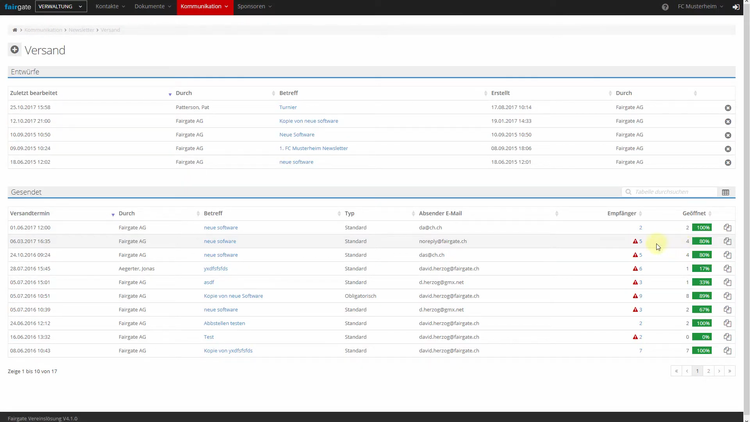 fairgate VERWALTUNG Kontakte Dokumente Kommunikation Sponsoren FC Musterheim
Kommunikation Newsletter Versand
Versand
Entwürfe
Zuletzt bearbeitet Durch Betreff Erstellt Durch
25.10.2017 15:58 Patterson, Pat Turnier 17.08.2017 10:14 Fairgate AG
12.10.2017 21:00 Fairgate AG Kopie von neue software 19.01.2017 14:33 Fairgate AG
10.09.2015 10:50 Fairgate AG Neue Software 10.09.2015 10:50 Fairgate AG
09.09.2015 10:24 Fairgate AG 1. FC Musterheim Newsletter 08.09.2015 18:06 Fairgate AG
18.06.2015 12:02 Fairgate AG neue software 18.06.2015 12:01 Fairgate AG
Gesendet Tabelle durchsuchen
Versandtermin Durch Betreff Typ Absender E-Mail Empfänger Geöffnet
01.06.2017 12:00 Fairgate AG neue software Standard da@ch.ch 2 2 100%
06.03.2017 16:35 Fairgate AG neue software Standard noreply@fairgate.ch 5 4 80%
24.10.2016 09:24 Fairgate AG neue software Standard das@ch.ch 5 4 80%
28.07.2016 15:45 Aegerter, Jonas yxdfsfsfds Standard david.herzog@fairgate.ch 6 1 17%
05.07.2016 15:01 Fairgate AG asdf Standard d.herzog@gmx.net 3 1 33%
05.07.2016 10:51 Fairgate AG Kopie von neue Software Obligatorisch david.herzog@fairgate.ch 9 8 89%
05.07.2016 10:39 Fairgate AG neue software Standard d.herzog@gmx.net 3 2 67%
24.06.2016 12:12 Fairgate AG Abbstellen testen Standard david.herzog@fairgate.ch 2 2 100%
16.06.2016 13:32 Fairgate AG Test Standard david.herzog@fairgate.ch 2 0 0%
08.06.2016 10:43 Fairgate AG Kopie von yxdfsfsfds Standard david.herzog@fairgate.ch 7 7 100%
Zeige 1 bis 10 von 17 « ‹ 1 2 › »
Fairgate Vereinslösung V4.1.0